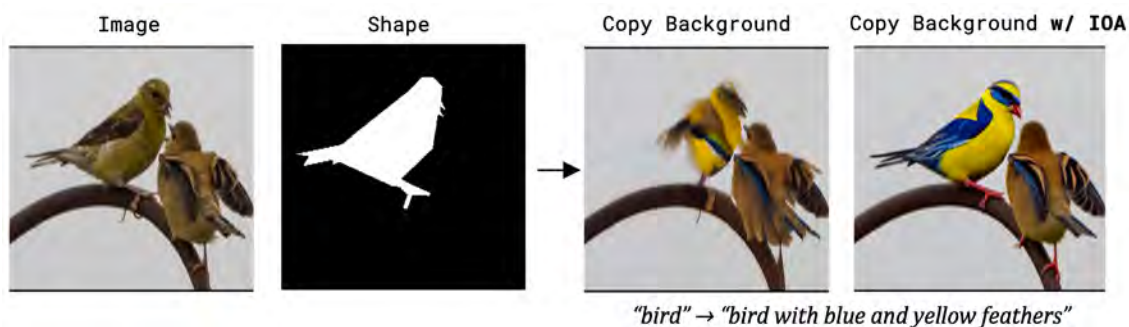 Image
Shape
Copy Background
Copy Background w/ IOA
"bird" → "bird with blue and yellow feathers"